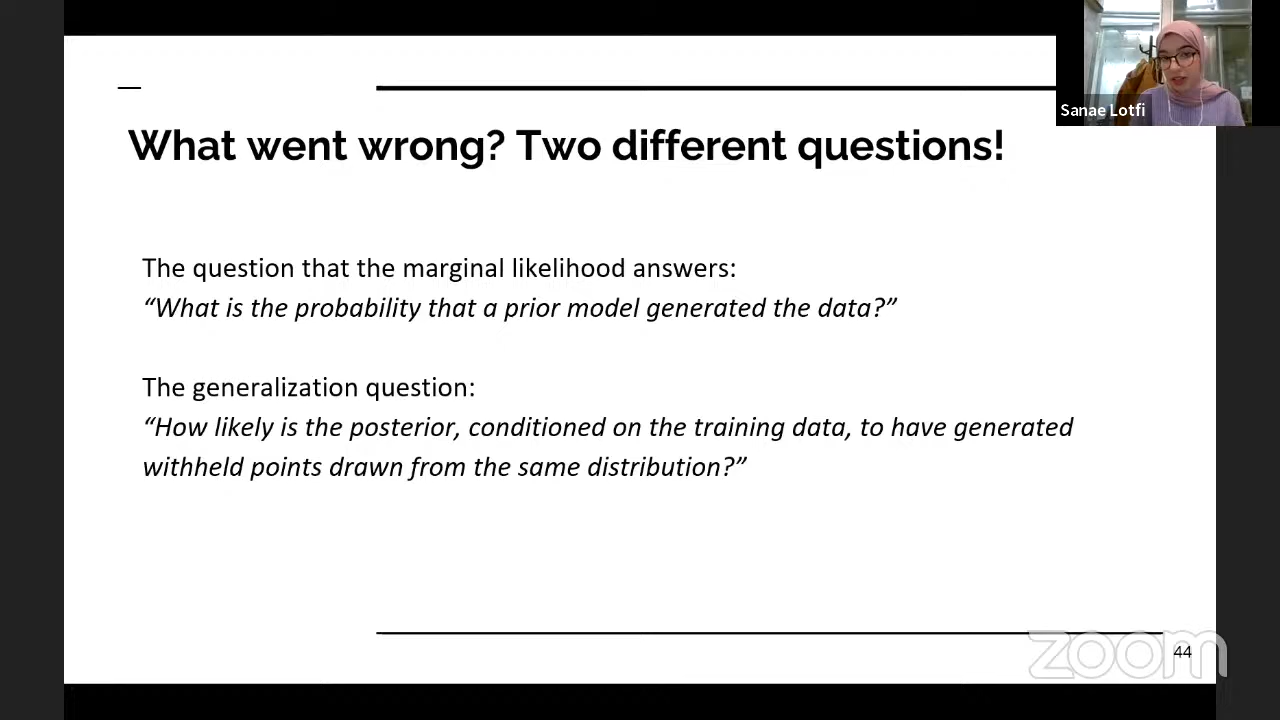 Sanae Lotfi
What went wrong? Two different questions!
The question that the marginal likelihood answers:
“What is the probability that a prior model generated the data?”
The generalization question:
“How likely is the posterior, conditioned on the training data, to have generated
withheld points drawn from the same distribution?”
zoom
44